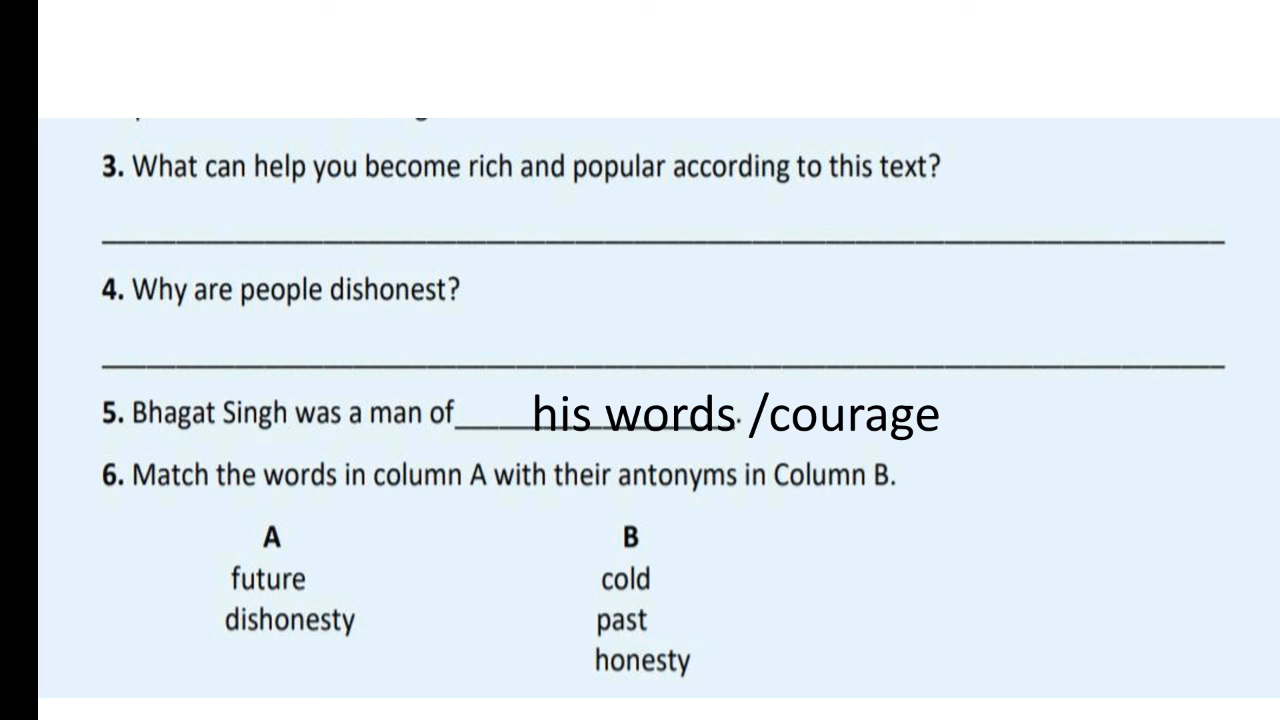 3. What can help you become rich and popular according to this text?
4. Why are people dishonest?
5. Bhagat Singh was a man of his words /courage.
6. Match the words in column A with their antonyms in Column B.
A B
future cold
dishonesty past
honesty